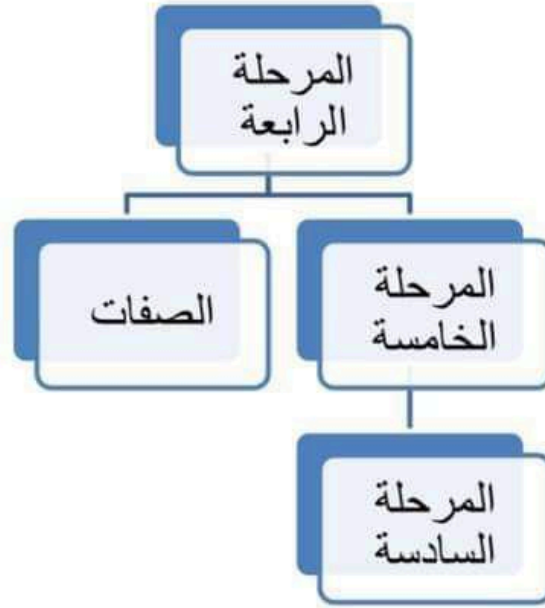 المرحلة
الرابعة
المرحلة
الخامسة
الصفات
المرحلة
السادسة